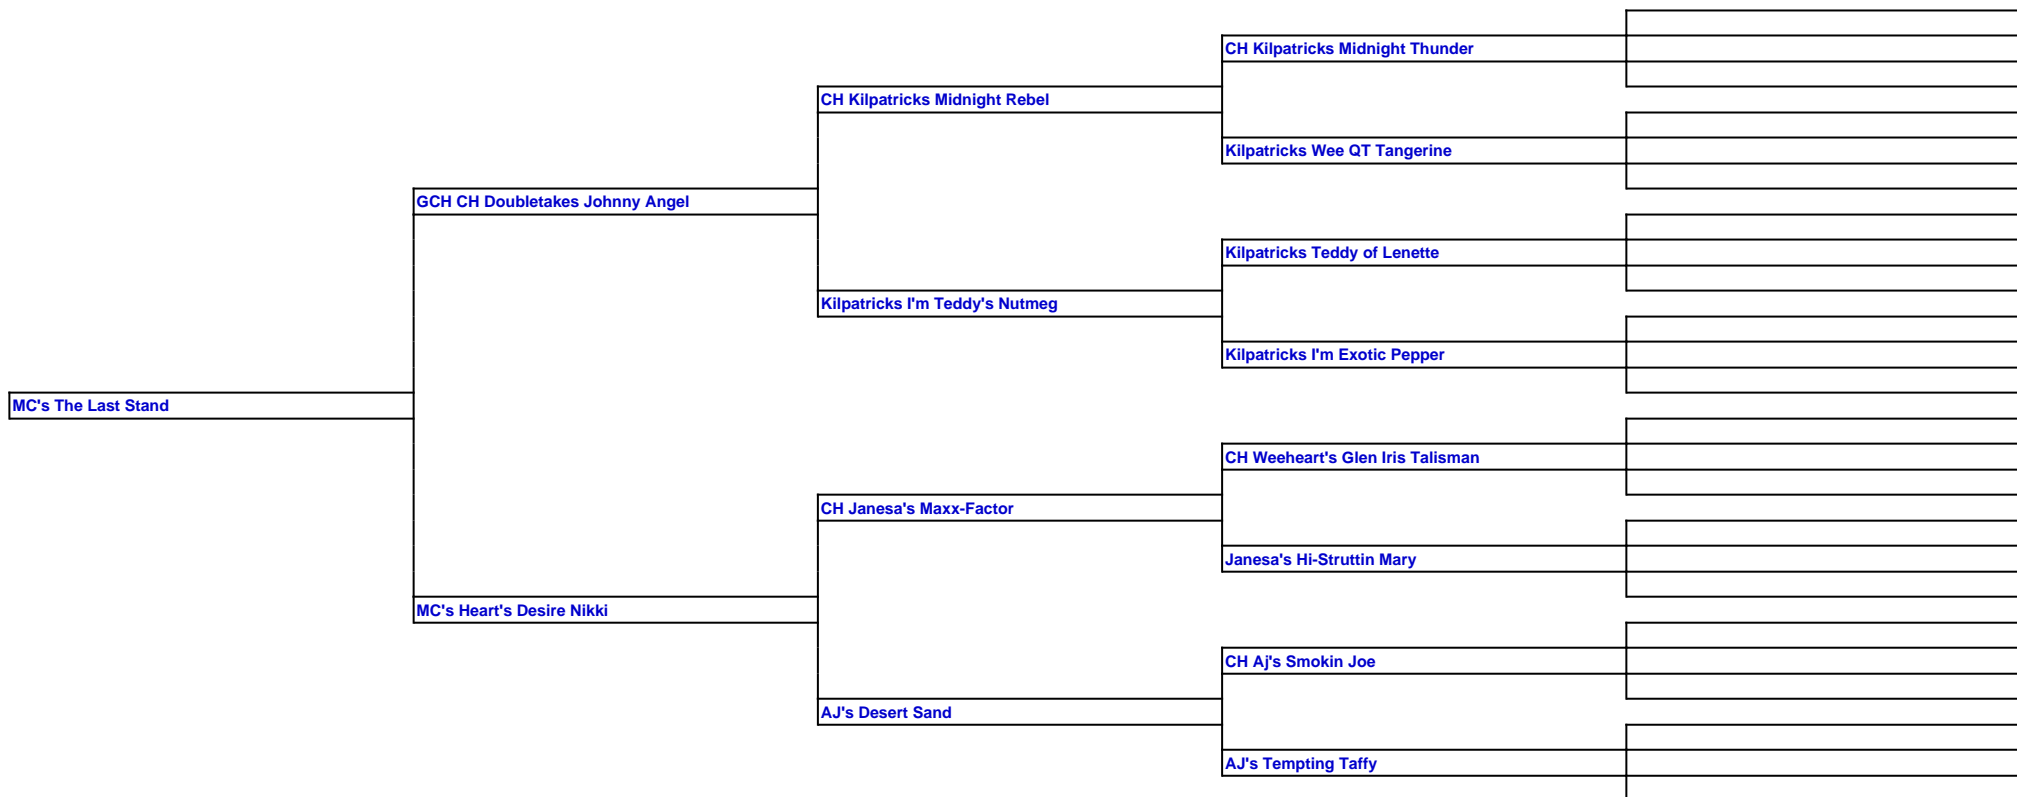 CH Kilpatricks Midnight Thunder
CH Kilpatricks Midnight Rebel
Kilpatricks Wee QT Tangerine
GCH CH Doubletakes Johnny Angel
Kilpatricks Teddy of Lenette
Kilpatricks I'm Teddy's Nutmeg
Kilpatricks I'm Exotic Pepper
MC's The Last Stand
CH Weeheart's Glen Iris Talisman
CH Janesa's Maxx-Factor
Janesa's Hi-Struttin Mary
MC's Heart's Desire Nikki
CH Aj's Smokin Joe
AJ's Desert Sand
AJ's Tempting Taffy